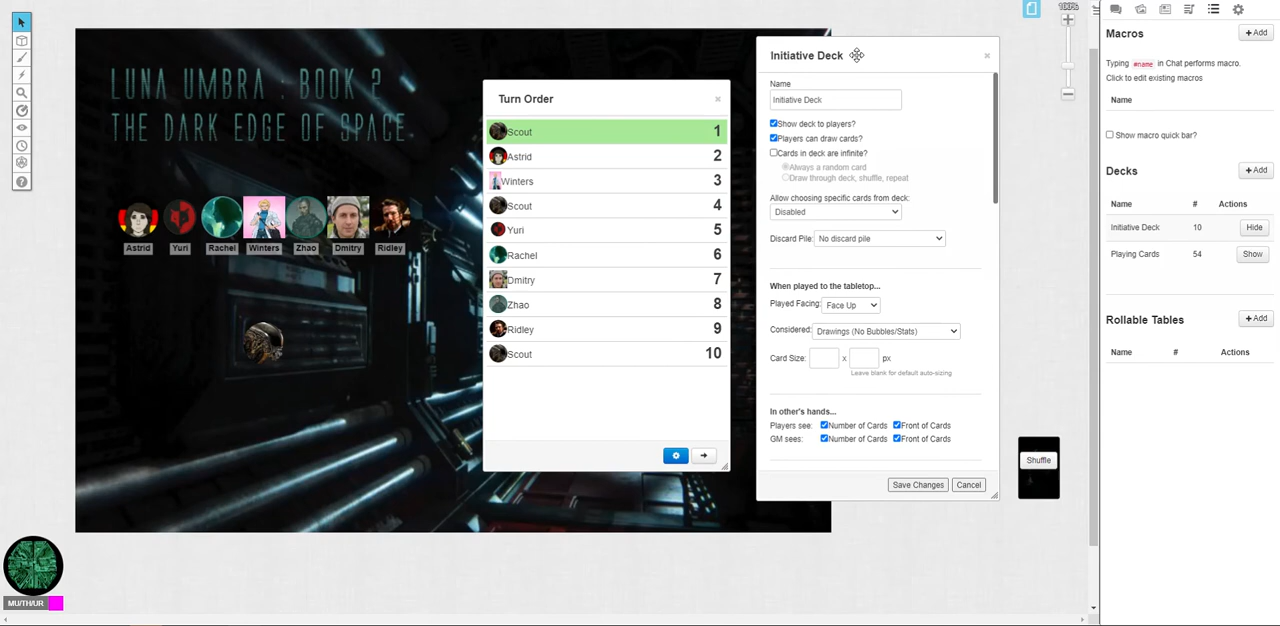 LUNA UMBRA : BOOK 2
THE DARK EDGE OF SPACE
Astrid
Yuri
Rachel
Winters
Zhao
Dmitry
Ridley
MU/TH/UR
Turn Order
×
Scout 1
Astrid 2
Winters 3
Scout 4
Yuri 5
Rachel 6
Dmitry 7
Zhao 8
Ridley 9
Scout 10
Initiative Deck
×
Name
Initiative Deck
Show deck to players?
Players can draw cards?
Cards in deck are infinite?
Always a random card
Draw through deck, shuffle, repeat
Allow choosing specific cards from deck:
Disabled
Discard Pile: No discard pile
When played to the tabletop...
Played Facing: Face Up
Considered: Drawings (No Bubbles/Stats)
Card Size: x px
Leave blank for default auto-sizing
In other's hands...
Players see: Number of Cards Front of Cards
GM sees: Number of Cards Front of Cards
Save Changes Cancel
Shuffle
100%
Macros
+Add
Typing #name in Chat performs macro.
Click to edit existing macros
Name
Show macro quick bar?
Decks
+Add
Name # Actions
Initiative Deck 10 Hide
Playing Cards 54 Show
Rollable Tables
+Add
Name # Actions